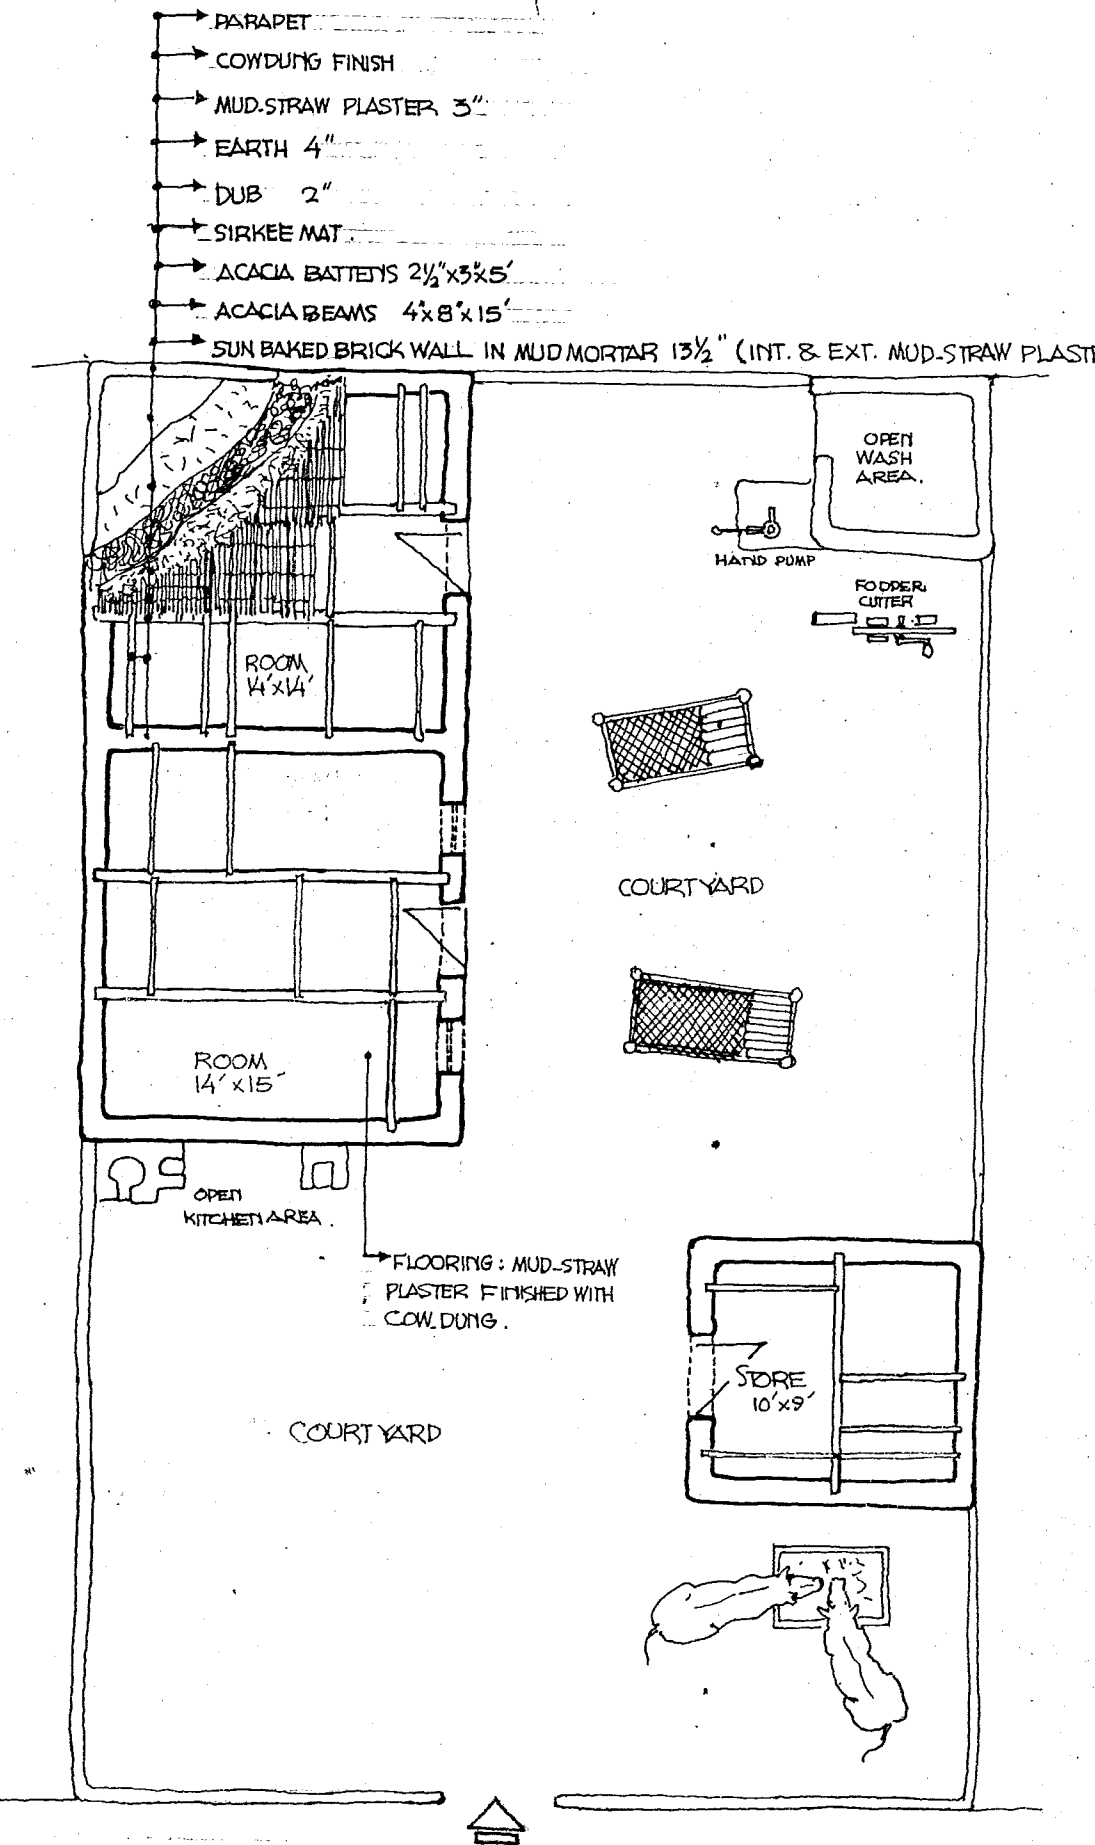 PARAPET
COWDUNG FINISH
MUD-STRAW PLASTER 3"
EARTH 4"
DUB 2"
SIRKEE MAT.
ACACIA BATTENS 2½"x3"x5'
ACACIA BEAMS 4"x8"x15'
SUN BAKED BRICK WALL IN MUD MORTAR 13½" (INT. & EXT. MUD-STRAW PLAST
OPEN
WASH
AREA.
HAND PUMP
FODDER
CUTTER
ROOM
14'x14'
COURTYARD
ROOM
14'x15'
OPEN
KITCHEN AREA.
FLOORING: MUD-STRAW
PLASTER FINISHED WITH
COW-DUNG.
STORE
10'x9'
COURTYARD